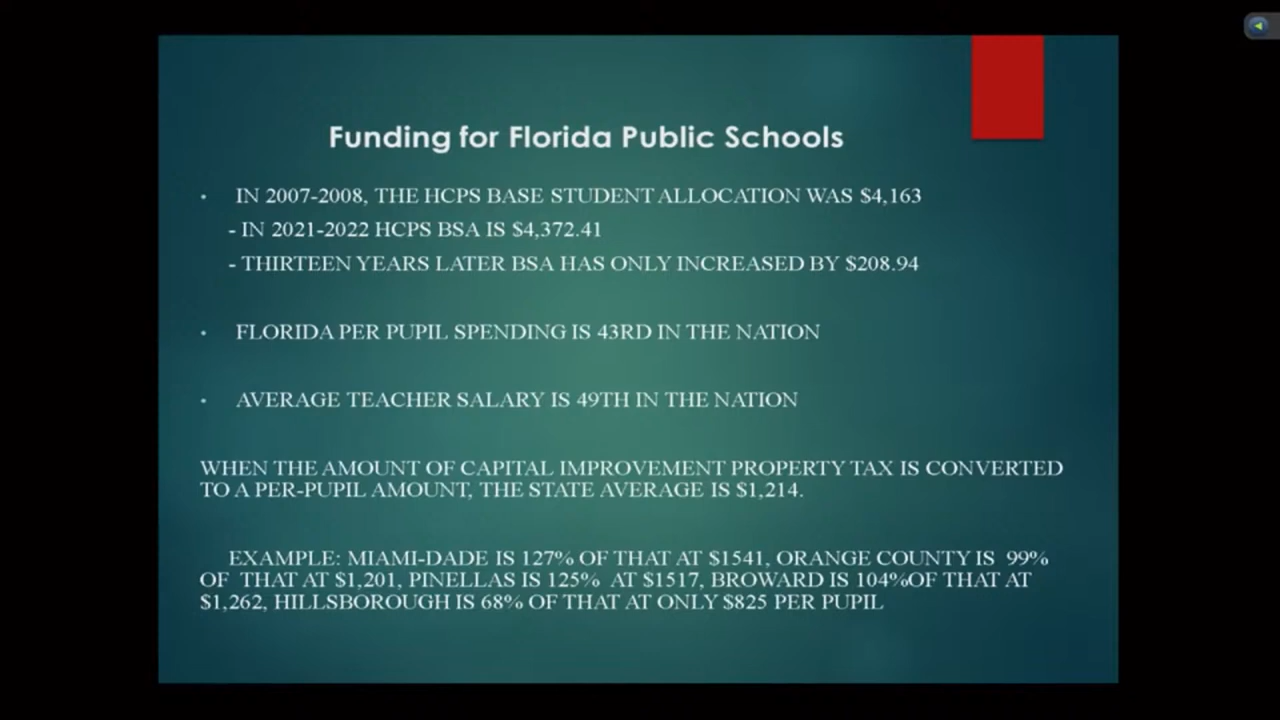 Funding for Florida Public Schools
• IN 2007-2008, THE HCPS BASE STUDENT ALLOCATION WAS $4,163
- IN 2021-2022 HCPS BSA IS $4,372.41
- THIRTEEN YEARS LATER BSA HAS ONLY INCREASED BY $208.94
• FLORIDA PER PUPIL SPENDING IS 43RD IN THE NATION
• AVERAGE TEACHER SALARY IS 49TH IN THE NATION
WHEN THE AMOUNT OF CAPITAL IMPROVEMENT PROPERTY TAX IS CONVERTED
TO A PER-PUPIL AMOUNT, THE STATE AVERAGE IS $1,214.
EXAMPLE: MIAMI-DADE IS 127% OF THAT AT $1541, ORANGE COUNTY IS 99%
OF THAT AT $1,201, PINELLAS IS 125% AT $1517, BROWARD IS 104%OF THAT AT
$1,262, HILLSBOROUGH IS 68% OF THAT AT ONLY $825 PER PUPIL